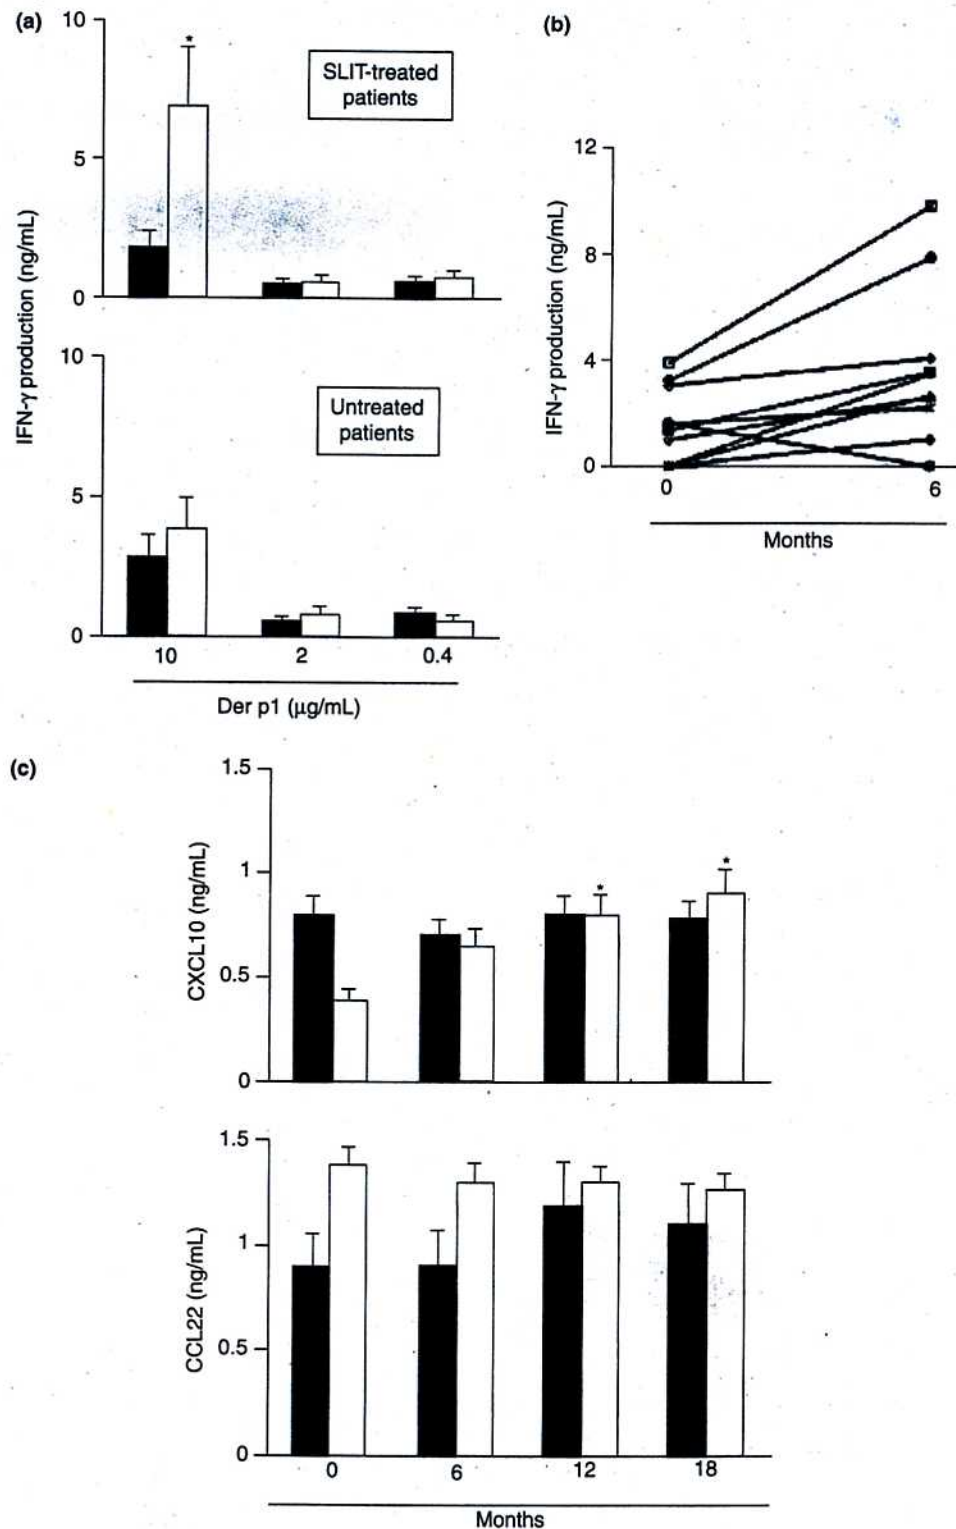 (a)
10
5
0
*
SLIT-treated
patients
IFN-γ production (ng/mL)
10
5
0
Untreated
patients
10 2 0.4
Der p1 (μg/mL)
(b)
12
8
4
0
IFN-γ production (ng/mL)
0 6
Months
(c)
1.5
1
0.5
0
CXCL10 (ng/mL)
* *
1.5
1
0.5
0
CCL22 (ng/mL)
0 6 12 18
Months